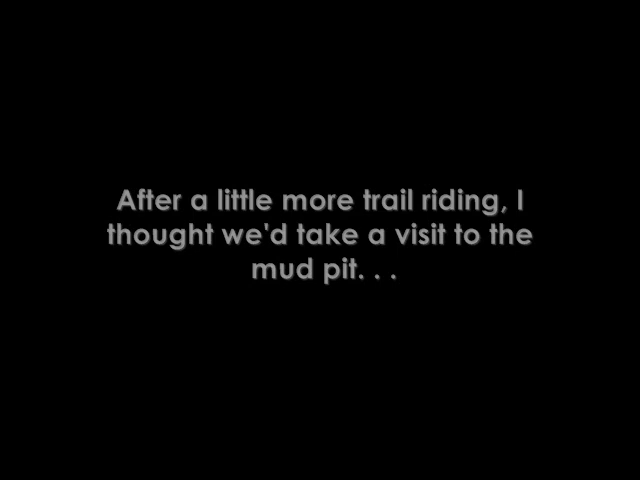 After a little more trail riding, I
thought we'd take a visit to the
mud pit. . .